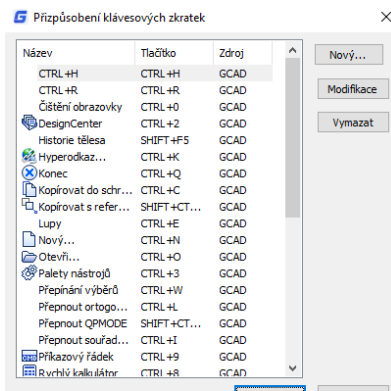 Přizpůsobení klávesových zkratek
Název Tlačítko Zdroj
CTRL+H CTRL+H GCAD
CTRL+R CTRL+R GCAD
Čištění obrazovky CTRL+0 GCAD
DesignCenter CTRL+2 GCAD
Historie tělesa SHIFT+F5 GCAD
Hyperodkaz... CTRL+K GCAD
Konec CTRL+Q GCAD
Kopírovat do schr... CTRL+C GCAD
Kopírovat s refer... SHIFT+CT... GCAD
Lupy CTRL+E GCAD
Nový... CTRL+N GCAD
Otevři... CTRL+O GCAD
Palety nástrojů CTRL+3 GCAD
Přepínání výběrů CTRL+W GCAD
Přepnout ortogo... CTRL+L GCAD
Přepnout QPMODE SHIFT+CT... GCAD
Přepnout souřad... CTRL+I GCAD
Příkazový řádek CTRL+9 GCAD
Rychlý kalkulátor CTRL+8 GCAD
Nový...
Modifikace
Vymazat